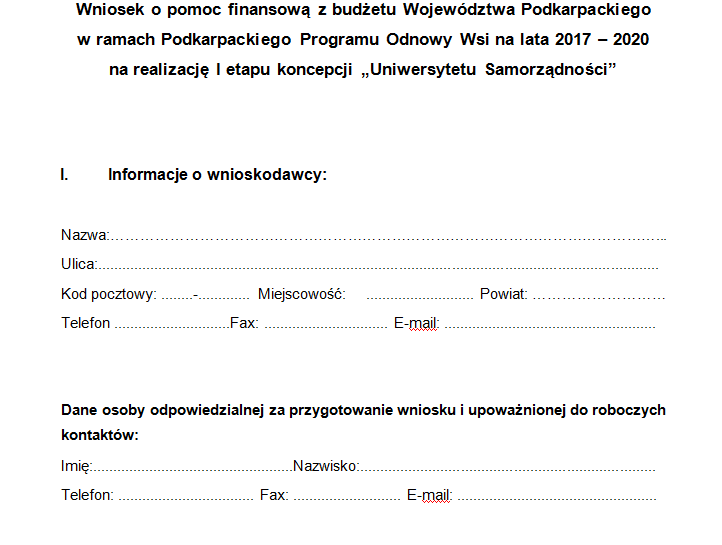 Wniosek o pomoc finansową z budżetu Województwa Podkarpackiego
w ramach Podkarpackiego Programu Odnowy Wsi na lata 2017 – 2020
na realizację I etapu koncepcji „Uniwersytetu Samorządności”
I. Informacje o wnioskodawcy:
Nazwa:…………………………………………………………………………………………………..
Ulica:................................................................................................................................
Kod pocztowy: ........-............. Miejscowość: ........................... Powiat: ………………………
Telefon .............................Fax: ............................... E-mail: .....................................................
Dane osoby odpowiedzialnej za przygotowanie wniosku i upoważnionej do roboczych
kontaktów:
Imię:..................................................Nazwisko:..........................................................................
Telefon: .................................. Fax: ........................... E-mail: ..................................................